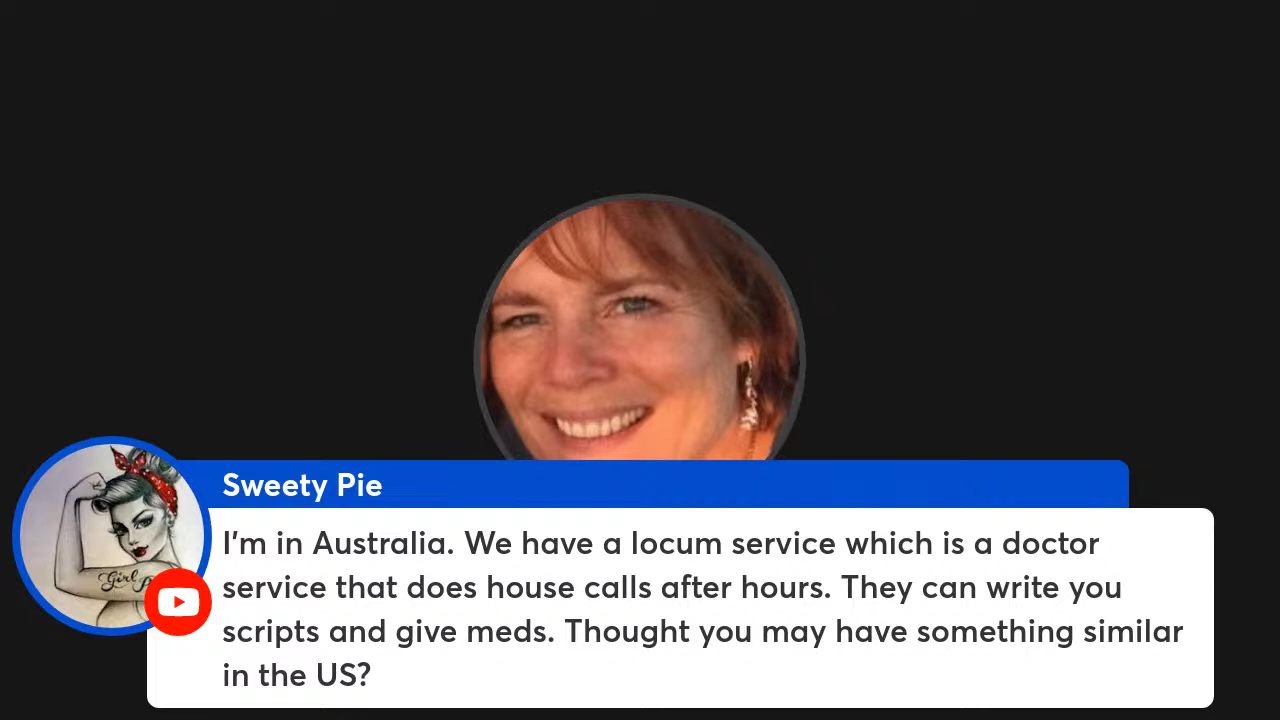 Sweety Pie
I'm in Australia. We have a locum service which is a doctor
service that does house calls after hours. They can write you
scripts and give meds. Thought you may have something similar
in the US?
Girl